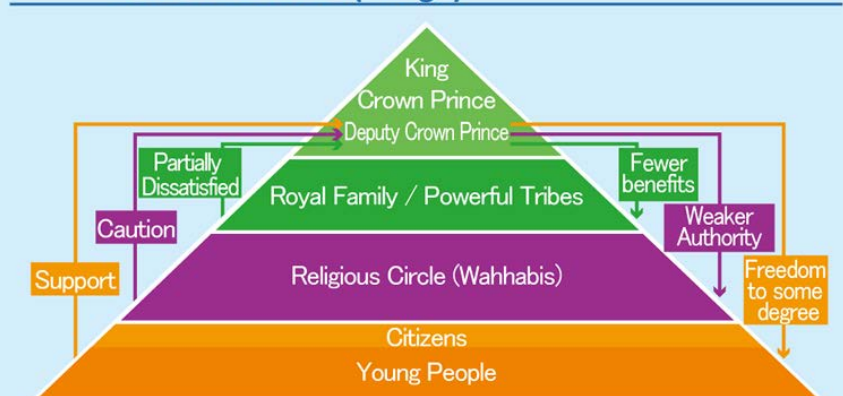 King
Crown Prince
Deputy Crown Prince
Partially
Dissatisfied
Fewer
benefits
Royal Family / Powerful Tribes
Caution
Weaker
Authority
Religious Circle (Wahhabis)
Support
Freedom
to some
degree
Citizens
Young People